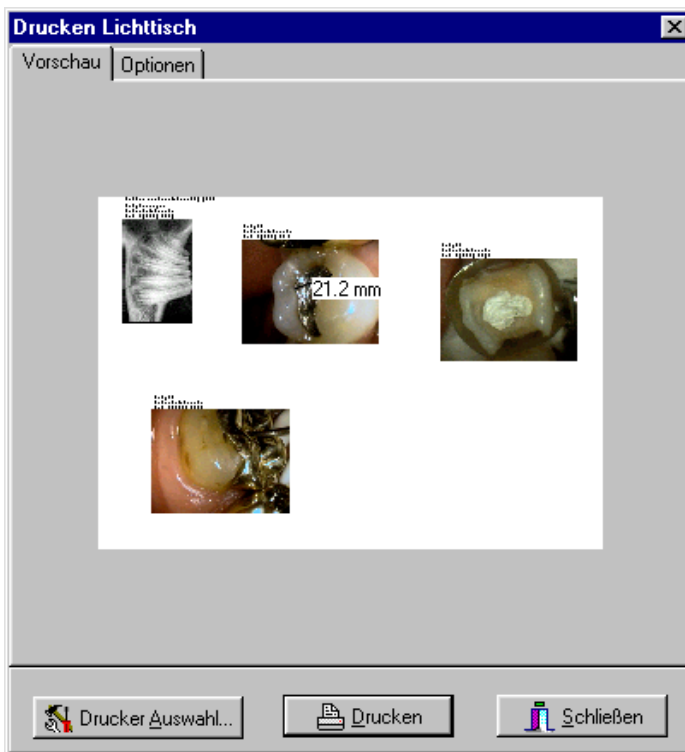 Drucken Lichttisch
Vorschau Optionen
21.2 mm
Drucker Auswahl... Drucken Schließen